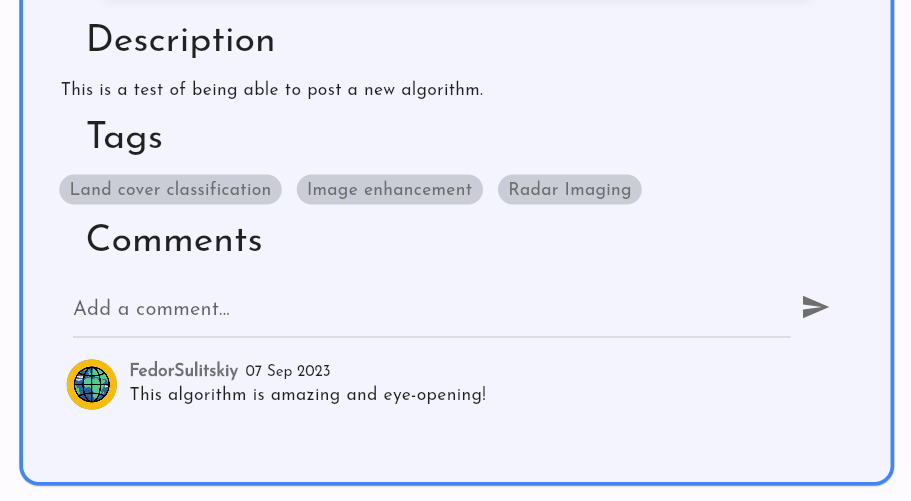 Description
This is a test of being able to post a new algorithm.
Tags
Land cover classification Image enhancement Radar Imaging
Comments
Add a comment...
FedorSulitskiy 07 Sep 2023
This algorithm is amazing and eye-opening!